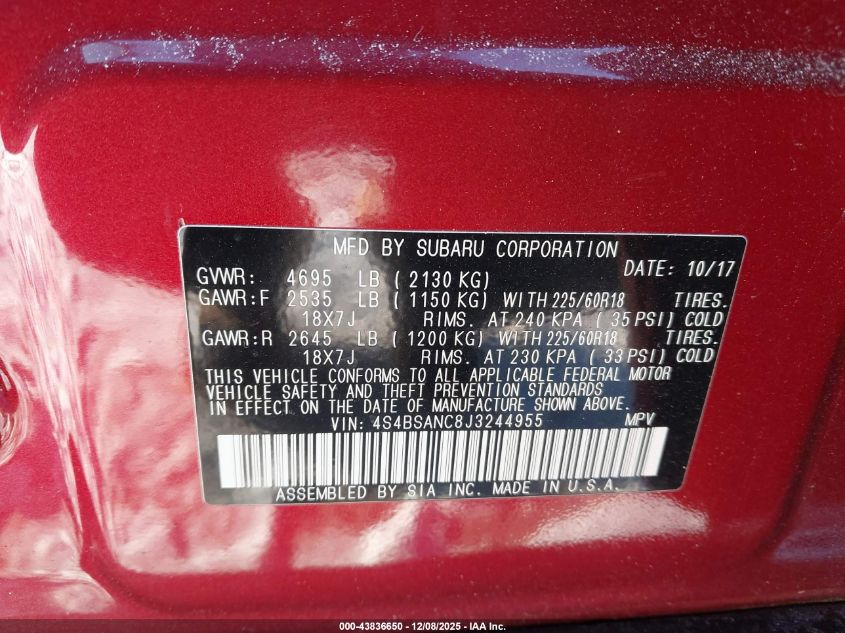 MFD BY SUBARU CORPORATION
GVWR: 4695 LB ( 2130 KG) DATE: 10/17
GAWR:F 2535 LB ( 1150 KG) WITH 225/60R18 TIRES.
18X7J RIMS. AT 240 KPA ( 35 PSI) COLD
GAWR:R 2645 LB ( 1200 KG) WITH 225/60R18 TIRES.
18X7J RIMS. AT 230 KPA ( 33 PSI) COLD
THIS VEHICLE CONFORMS TO ALL APPLICABLE FEDERAL MOTOR
VEHICLE SAFETY AND THEFT PREVENTION STANDARDS
IN EFFECT ON THE DATE OF MANUFACTURE SHOWN ABOVE.
VIN: 4S4BSANC8J3244955 MPV
ASSEMBLED BY SIA INC. MADE IN U.S.A.
000-43836650 - 12/08/2025 - IAA Inc.